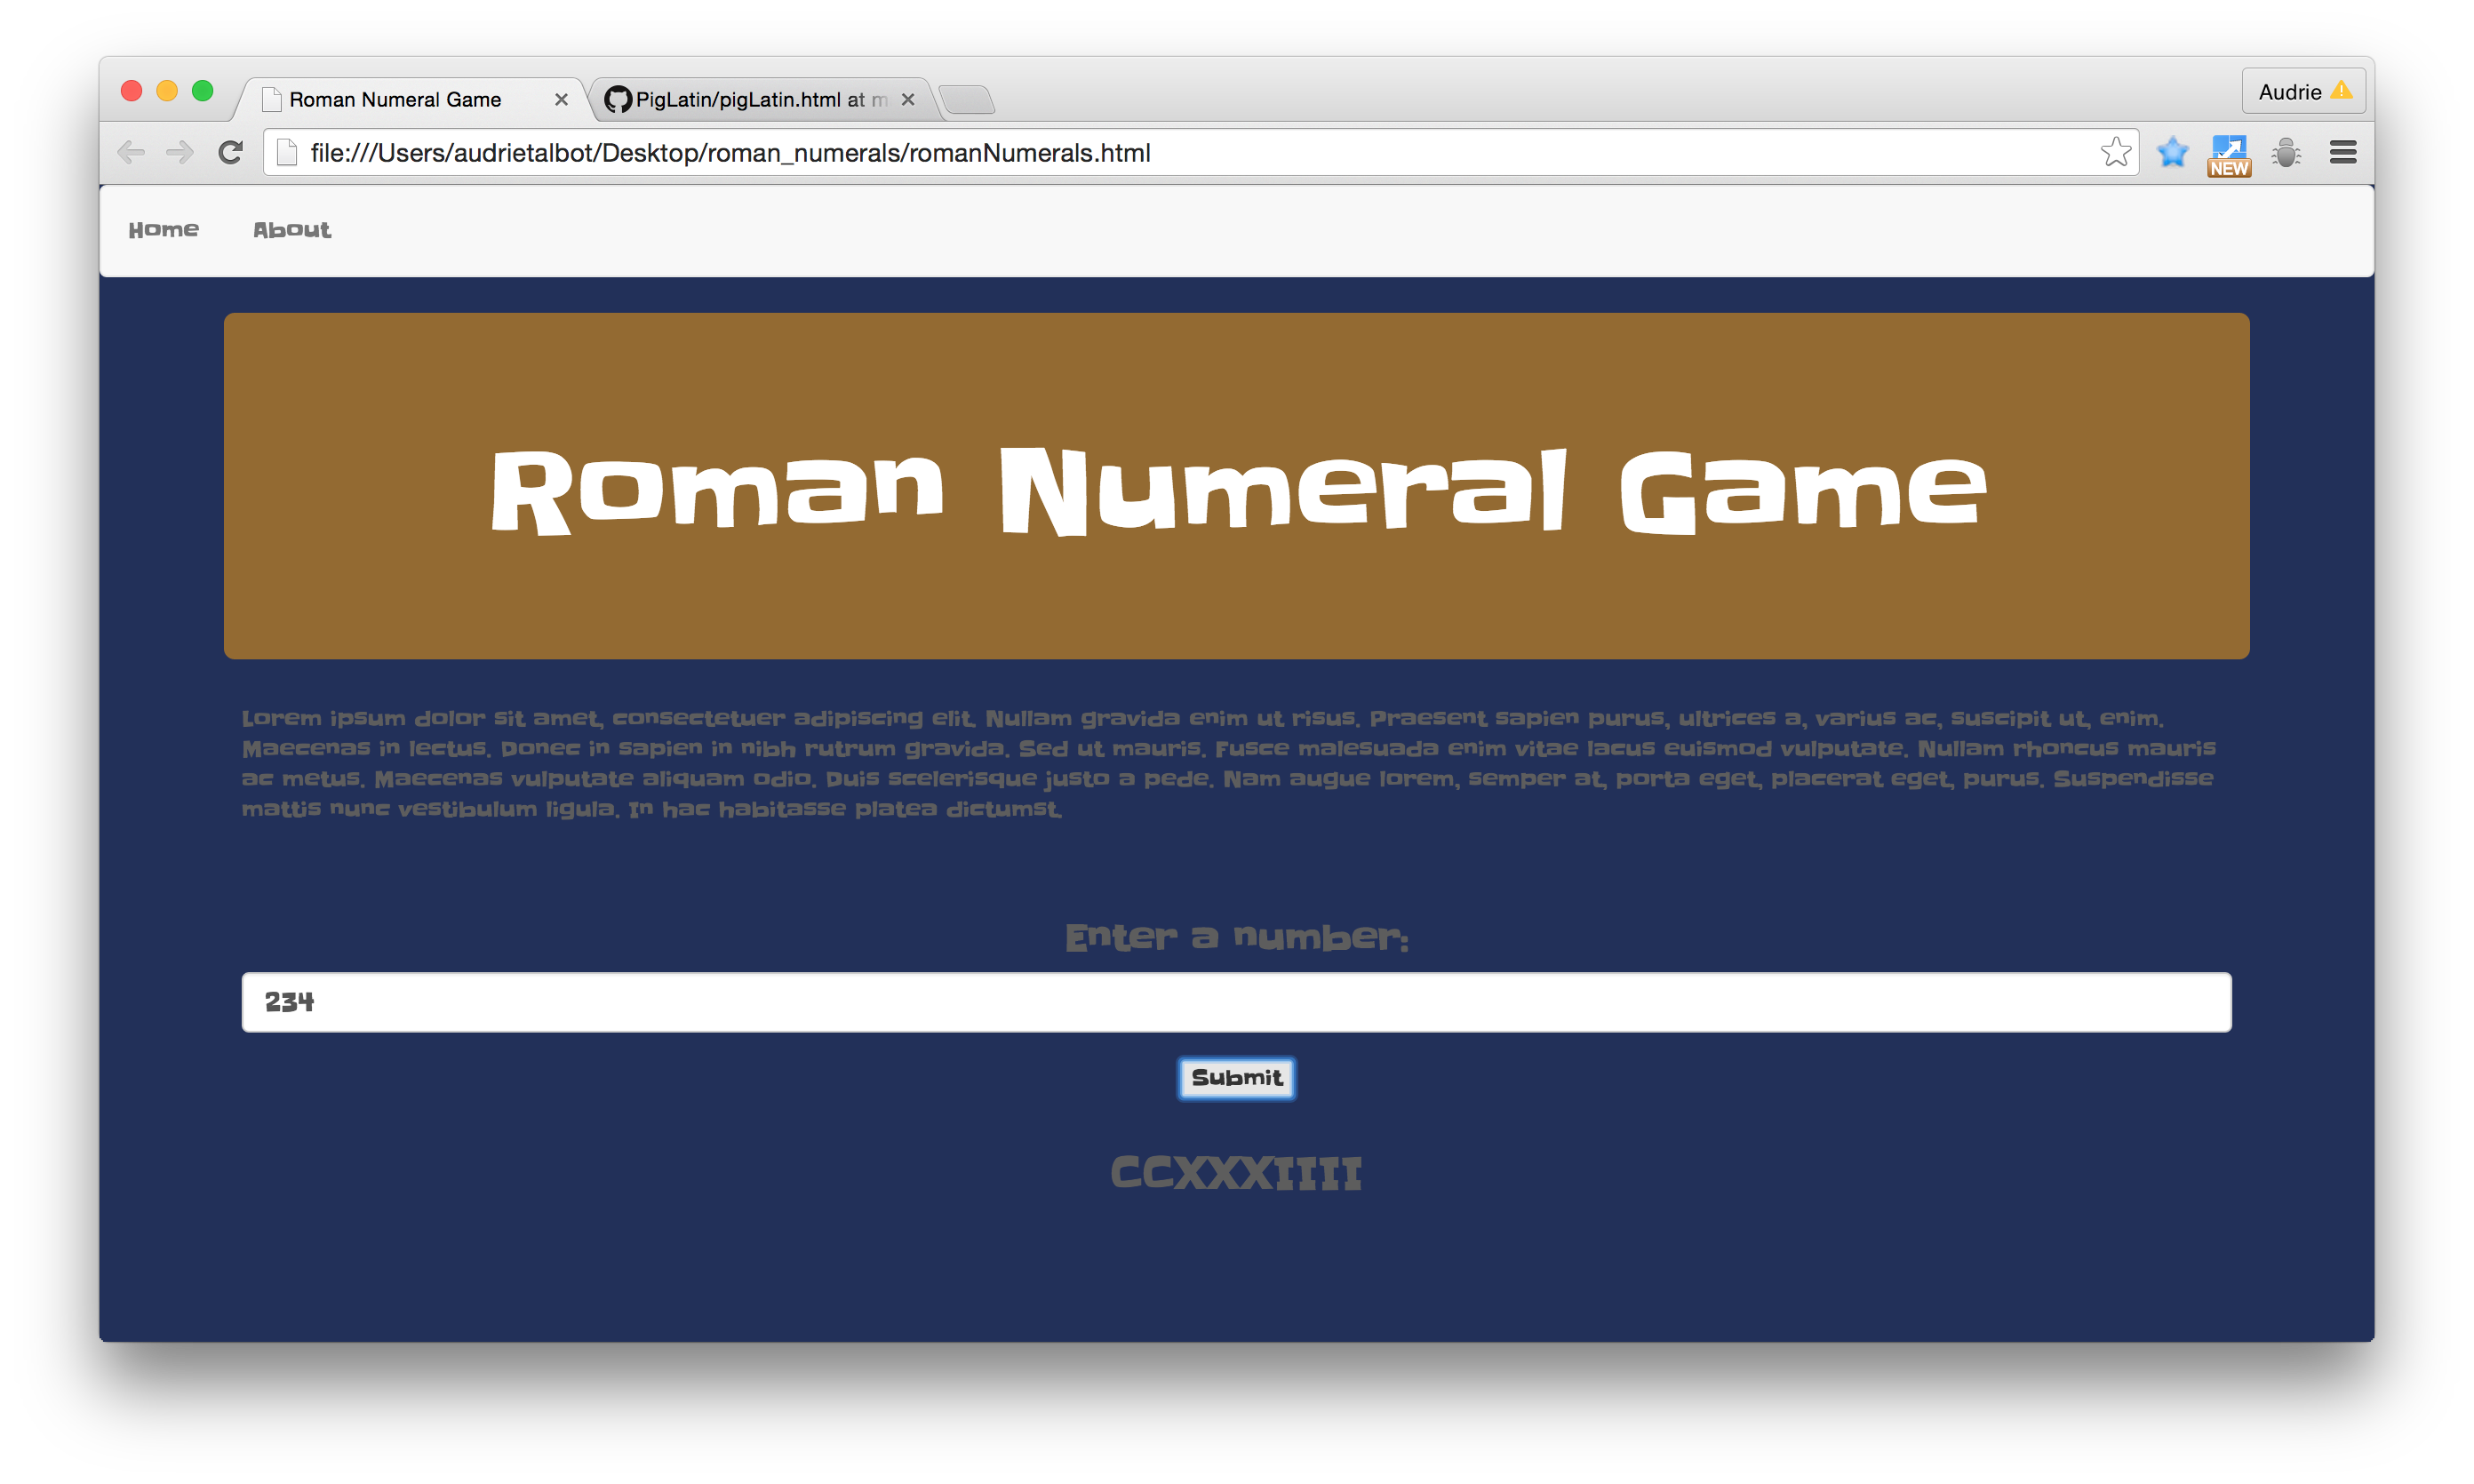 Roman Numeral Game
PigLatin/pigLatin.html at m
Audrie
file:///Users/audrietalbot/Desktop/roman_numerals/romanNumerals.html
NEW
Home About
Roman Numeral Game
Lorem ipsum dolor sit amet, consectetuer adipiscing elit. Nullam gravida enim ut risus. Praesent sapien purus, ultrices a, varius ac, suscipit ut, enim.
Maecenas in lectus. Donec in sapien in nibh rutrum gravida. Sed ut mauris. Fusce malesuada enim vitae lacus euismod vulputate. Nullam rhoncus mauris
ac metus. Maecenas vulputate aliquam odio. Duis scelerisque justo a pede. Nam augue lorem, semper at, porta eget, placerat eget, purus. Suspendisse
mattis nunc vestibulum ligula. In hac habitasse platea dictumst.
Enter a number:
234
Submit
CCXXXIIII